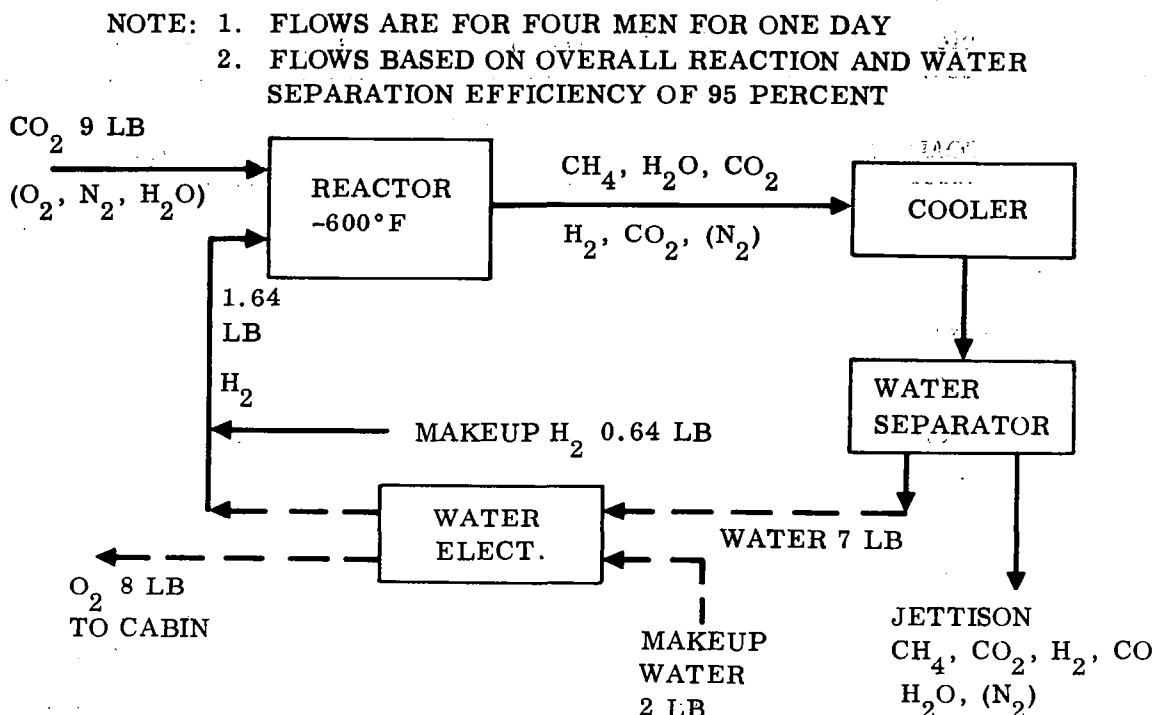 NOTE: 1. FLOWS ARE FOR FOUR MEN FOR ONE DAY
2. FLOWS BASED ON OVERALL REACTION AND WATER
SEPARATION EFFICIENCY OF 95 PERCENT
CO2 9 LB
(O2, N2, H2O)
REACTOR
~600°F
CH4, H2O, CO2
H2, CO2, (N2)
COOLER
1.64
LB
H2
WATER
SEPARATOR
MAKEUP H2 0.64 LB
WATER
ELECT.
WATER 7 LB
O2 8 LB
TO CABIN
MAKEUP
WATER
2 LB
JETTISON
CH4, CO2, H2, CO
H2O, (N2)